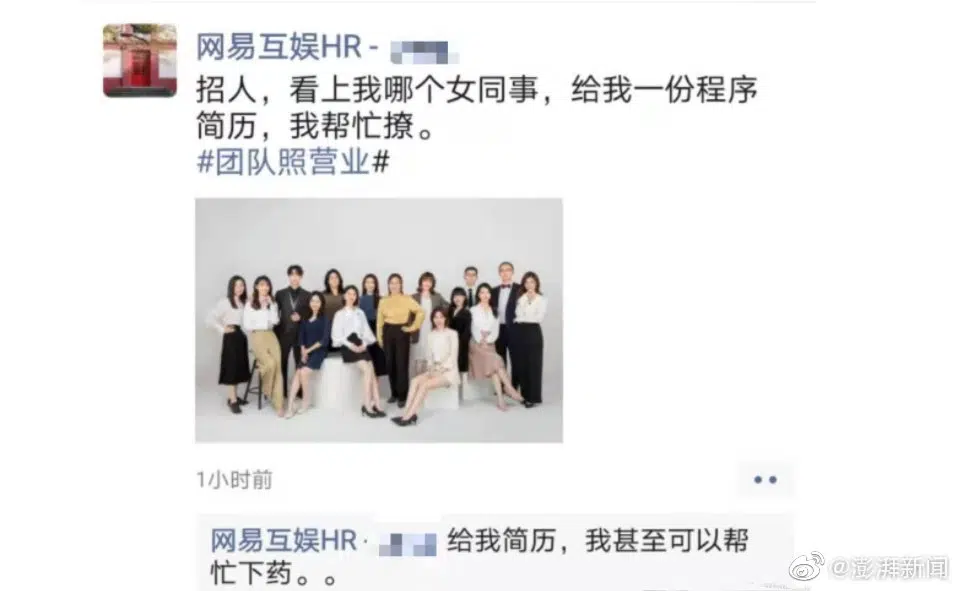 网易互娱HR -
招人，看上我哪个女同事，给我一份程序
简历，我帮忙撩。
#团队照营业#
1小时前
网易互娱HR· 给我简历，我甚至可以帮
忙下药。。
@澎湃新闻